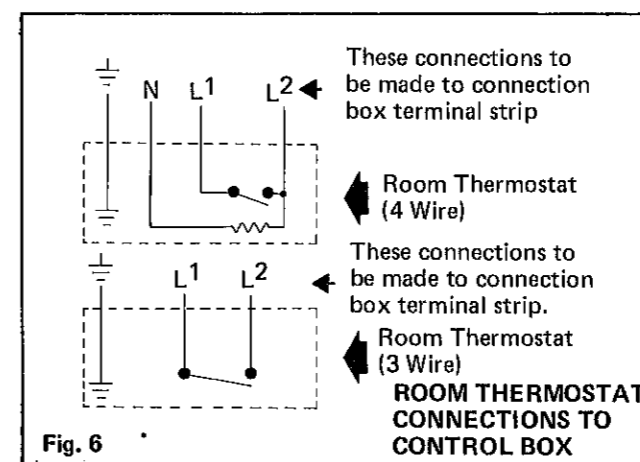 N L1 L2
These connections to
be made to connection
box terminal strip
Room Thermostat
(4 Wire)
L1 L2
These connections to
be made to connection
box terminal strip.
Room Thermostat
(3 Wire)
ROOM THERMOSTAT
CONNECTIONS TO
CONTROL BOX
Fig. 6